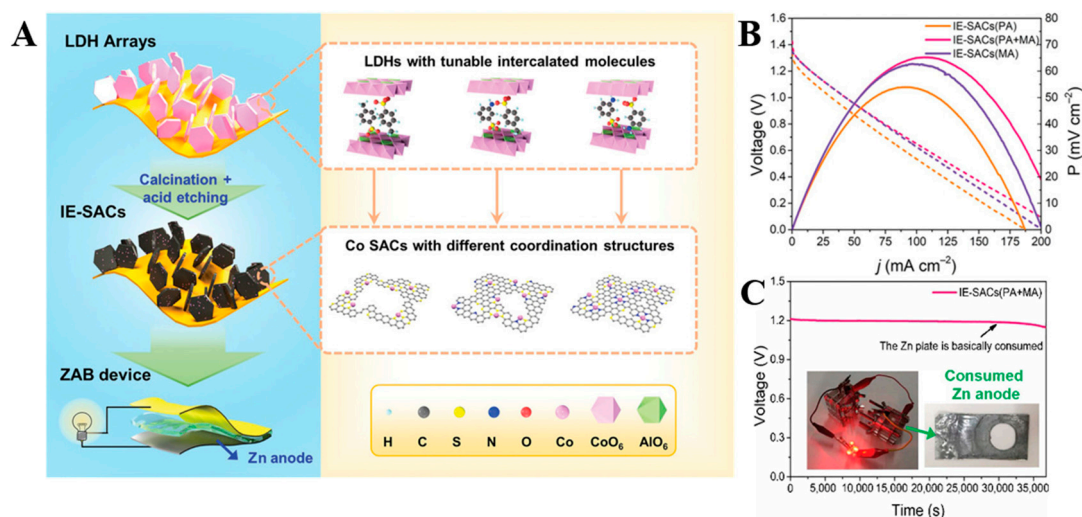 A
LDH Arrays
Calcination +
acid etching
IE-SACs
ZAB device
Zn anode
LDHs with tunable intercalated molecules
Co SACs with different coordination structures
H C S N O Co CoO₆ AlO₆
B
IE-SACs(PA)
IE-SACs(PA+MA)
IE-SACs(MA)
Voltage (V)
1.6
1.4
1.2
1.0
0.8
0.6
0.4
0.2
0.0
P (mV cm⁻²)
80
70
60
50
40
30
20
10
0
0 25 50 75 100 125 150 175 200
j (mA cm⁻²)
C
IE-SACs(PA+MA)
The Zn plate is basically consumed
Consumed
Zn anode
Voltage (V)
1.5
1.2
0.9
0.6
0.3
0.0
0 5,000 10,000 15,000 20,000 25,000 30,000 35,000
Time (s)